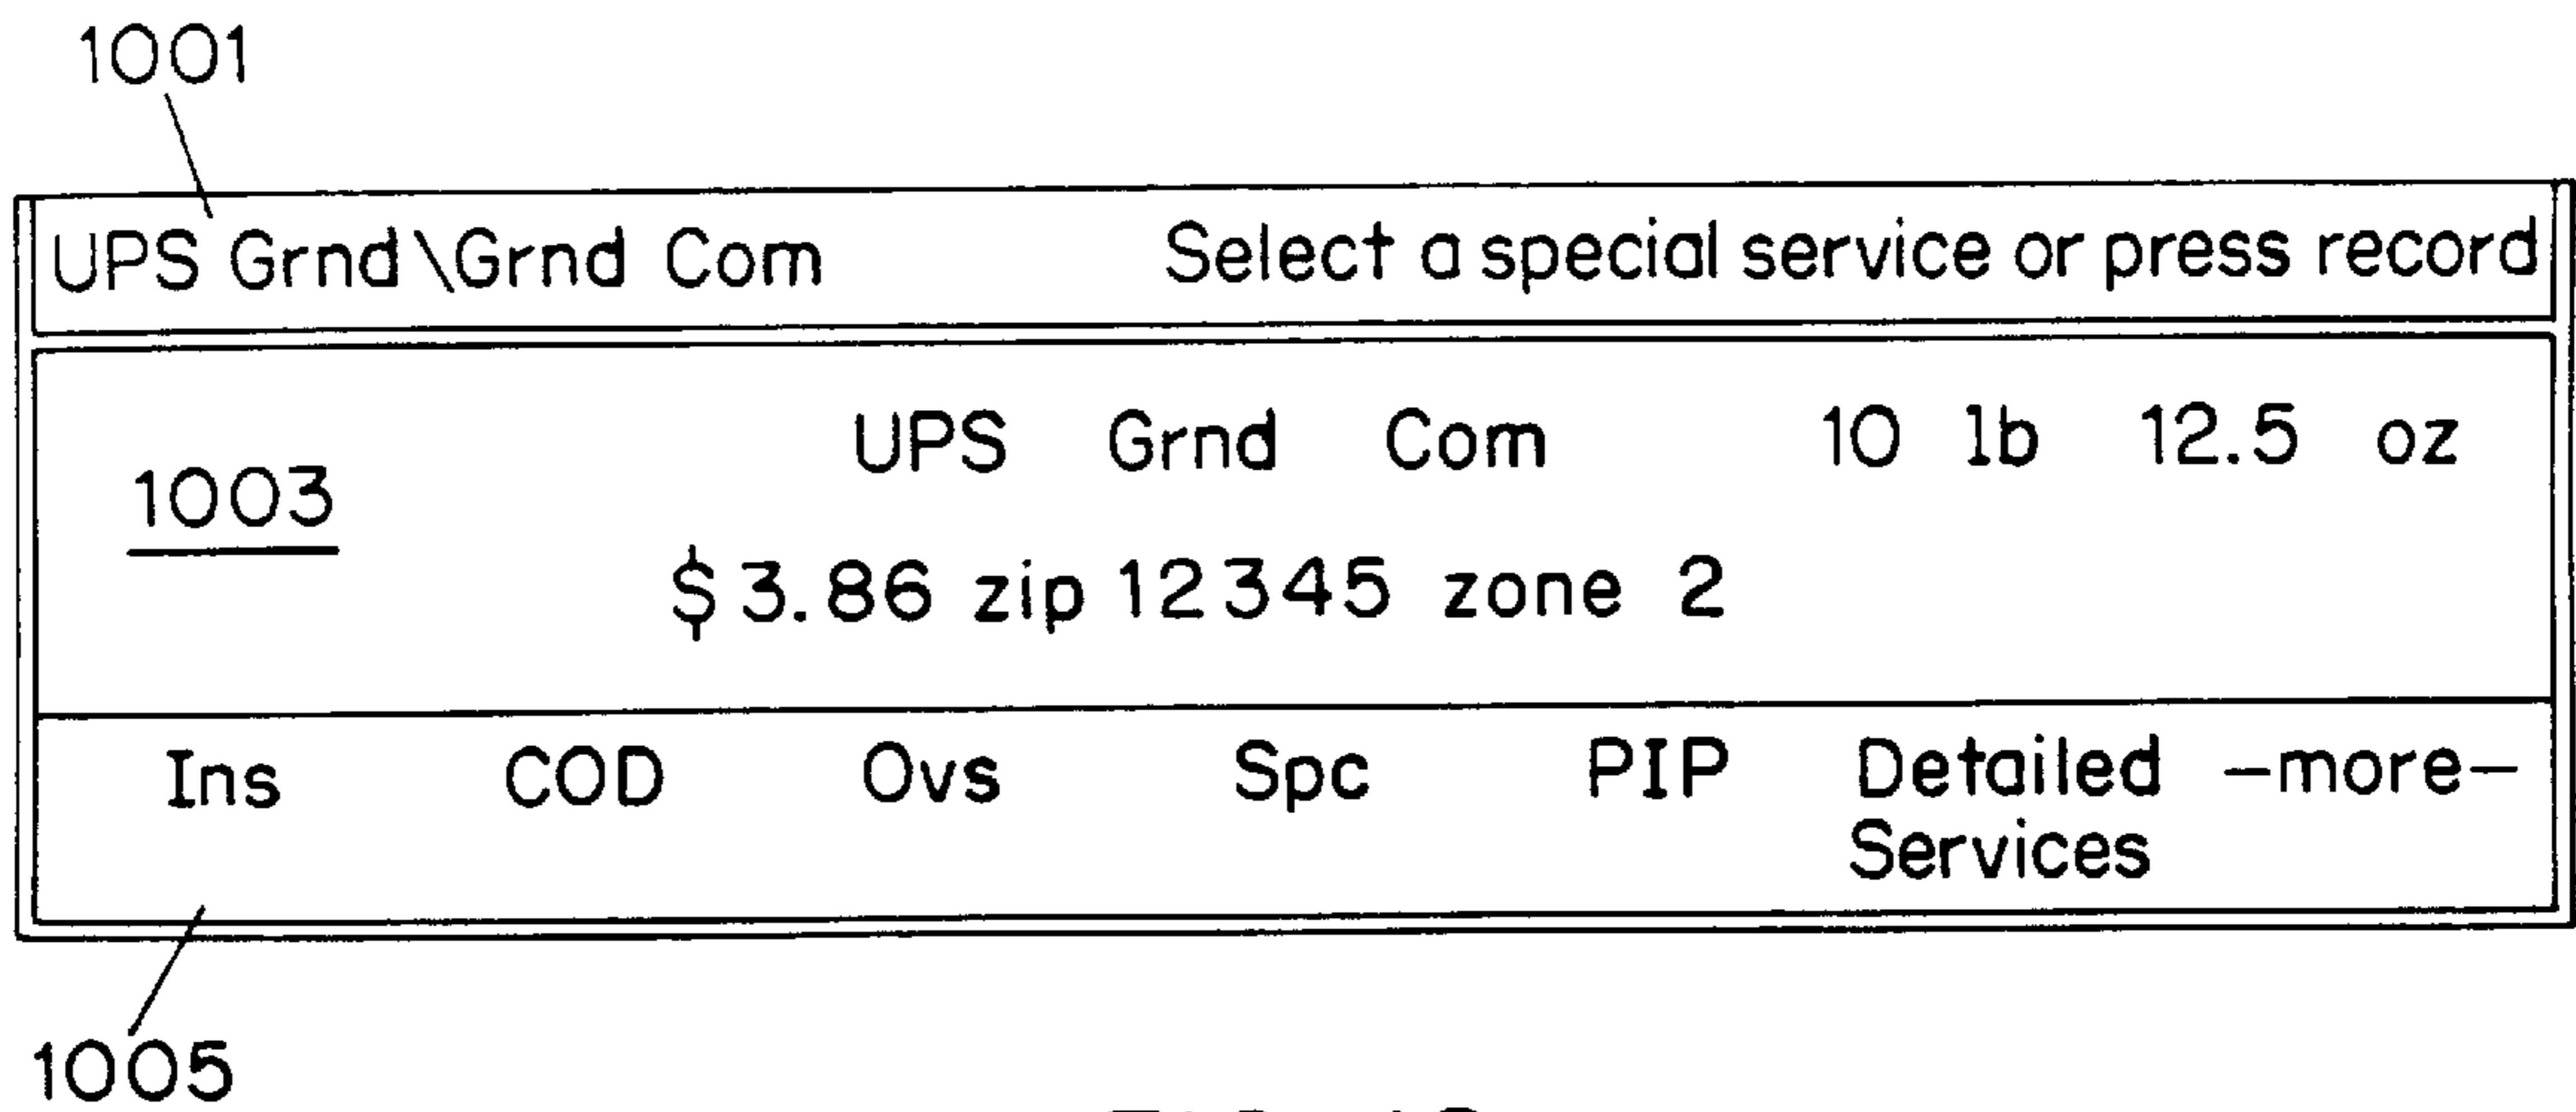 1001
UPS Grnd\Grnd Com Select a special service or press record
UPS Grnd Com 10 lb 12.5 oz
1003
$3.86 zip 12345 zone 2
Ins COD Ovs Spc PIP Detailed Services -more-
1005